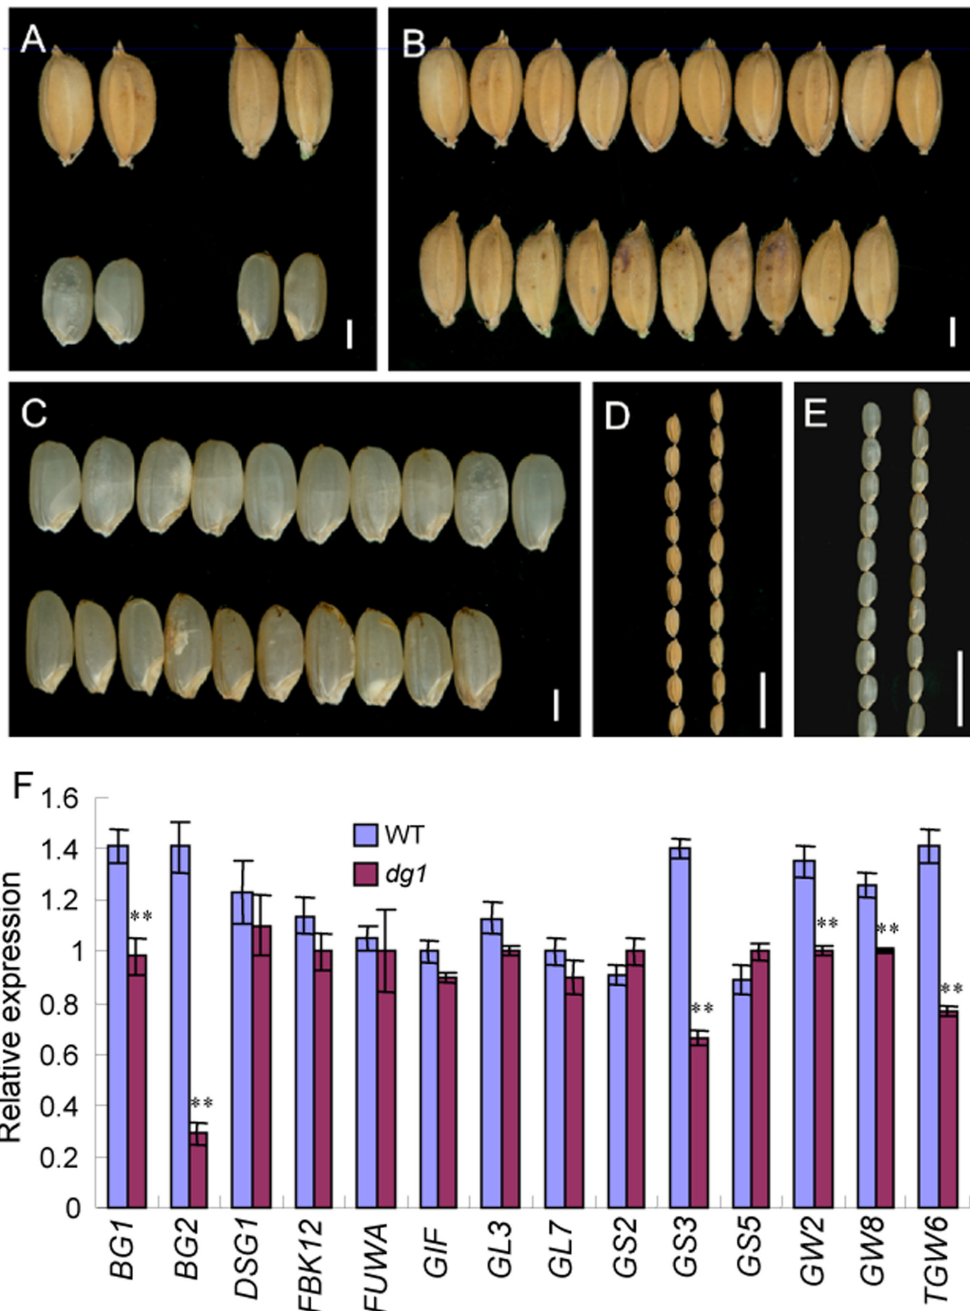 A
B
C
D
E
F
Relative expression
1.6
1.4
1.2
1
0.8
0.6
0.4
0.2
0
WT
dg1
**
**
**
**
**
**
BG1
BG2
DSG1
FBK12
FUWA
GIF
GL3
GL7
GS2
GS3
GS5
GW2
GW8
TGW6